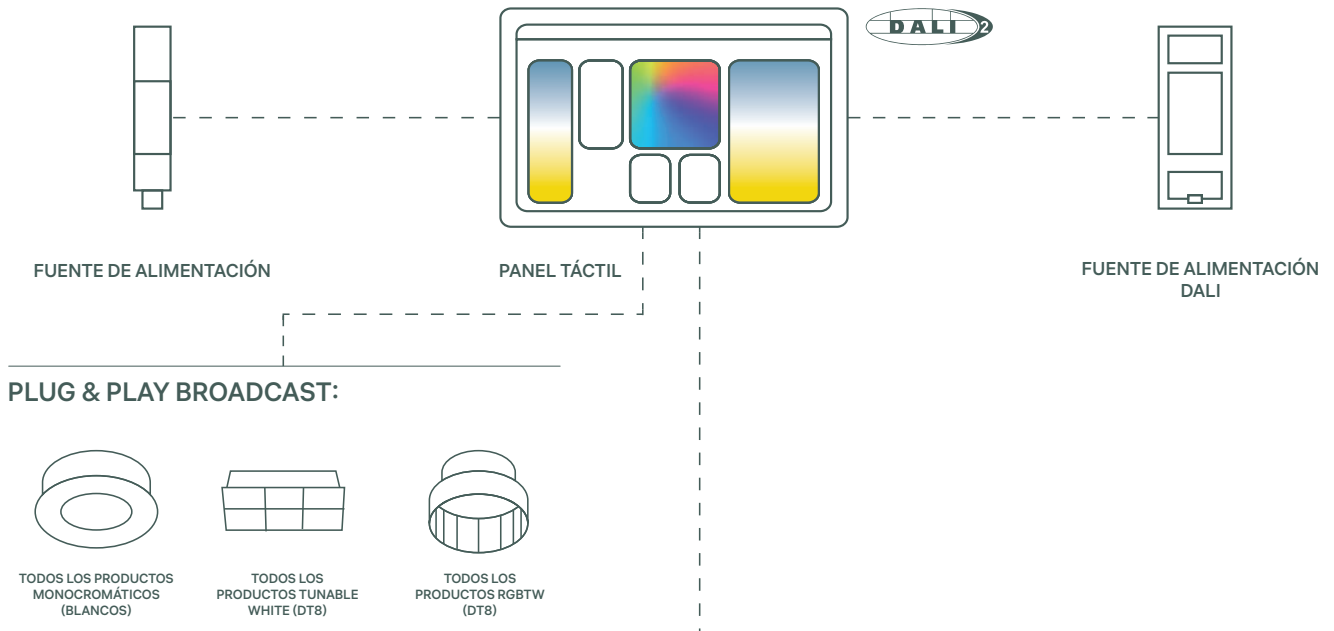 DALI 2
FUENTE DE ALIMENTACIÓN
PANEL TÁCTIL
FUENTE DE ALIMENTACIÓN
DALI
PLUG & PLAY BROADCAST:
TODOS LOS PRODUCTOS
MONOCROMÁTICOS
(BLANCOS)
TODOS LOS
PRODUCTOS TUNABLE
WHITE (DT8)
TODOS LOS
PRODUCTOS RGBTW
(DT8)